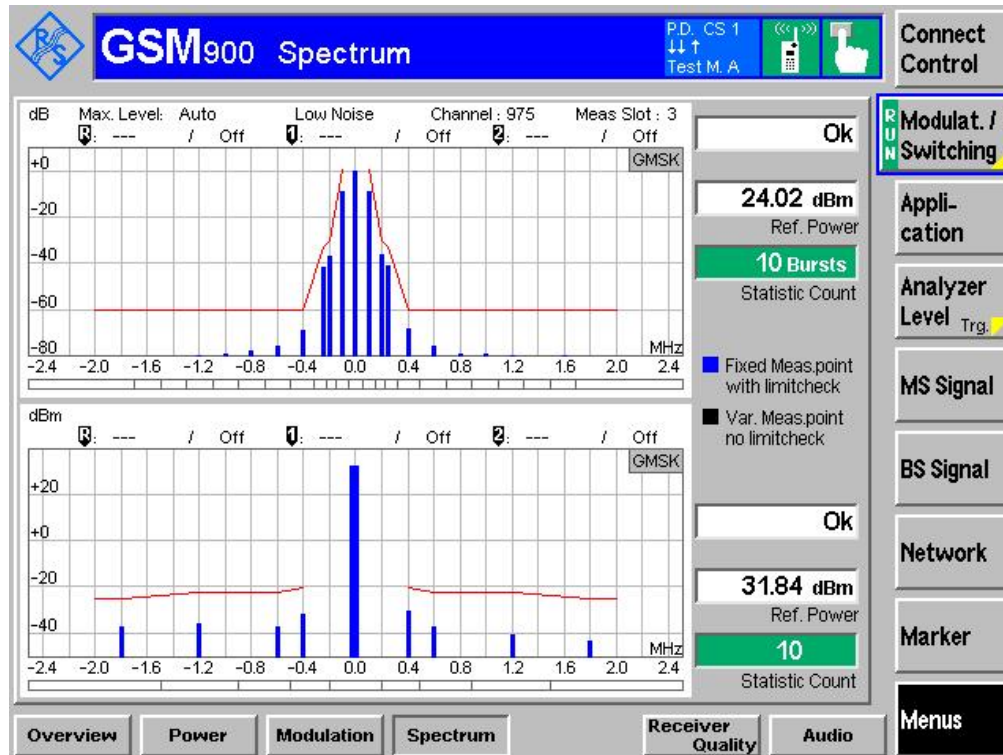 R&S
GSM900 Spectrum
P.D. CS 1
Test M. A
Connect Control
dB Max. Level: Auto Low Noise Channel : 975 Meas Slot : 3
R: --- / Off 1: --- / Off 2: --- / Off
GMSK
+0
-20
-40
-60
-80
MHz
-2.4 -2.0 -1.6 -1.2 -0.8 -0.4 0.0 0.4 0.8 1.2 1.6 2.0 2.4
Ok
24.02 dBm
Ref. Power
10 Bursts
Statistic Count
Fixed Meas.point
with limitcheck
Var. Meas.point
no limitcheck
dBm
R: --- / Off 1: --- / Off 2: --- / Off
GMSK
+20
+0
-20
-40
MHz
-2.4 -2.0 -1.6 -1.2 -0.8 -0.4 0.0 0.4 0.8 1.2 1.6 2.0 2.4
Ok
31.84 dBm
Ref. Power
10
Statistic Count
RUN
Modulat. /
Switching
Appli-
cation
Analyzer
Level Trg.
MS Signal
BS Signal
Network
Marker
Menus
Overview
Power
Modulation
Spectrum
Receiver
Quality
Audio